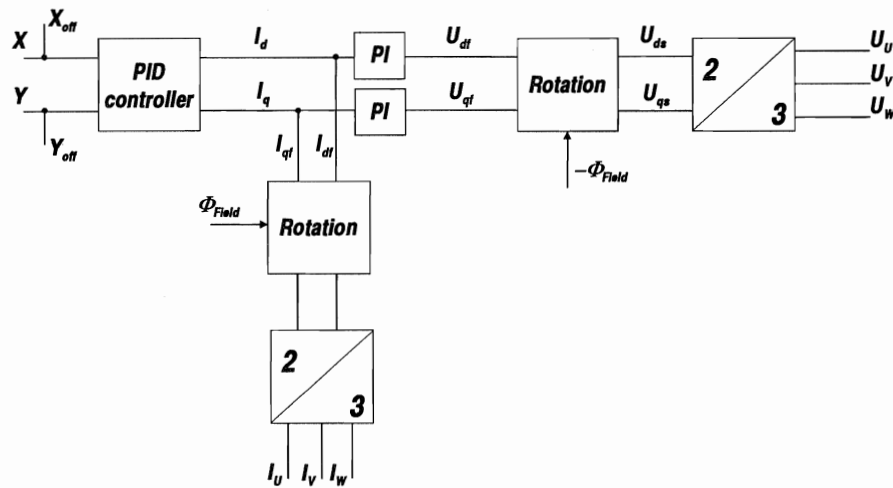 X_off
X
I_d
U_df
U_ds
U_U
PID
controller
PI
Rotation
2
3
U_V
Y
I_q
PI
U_qf
U_qs
U_W
Y_off
I_qf
I_df
−Φ_Field
Φ_Field
Rotation
2
3
I_U
I_V
I_W